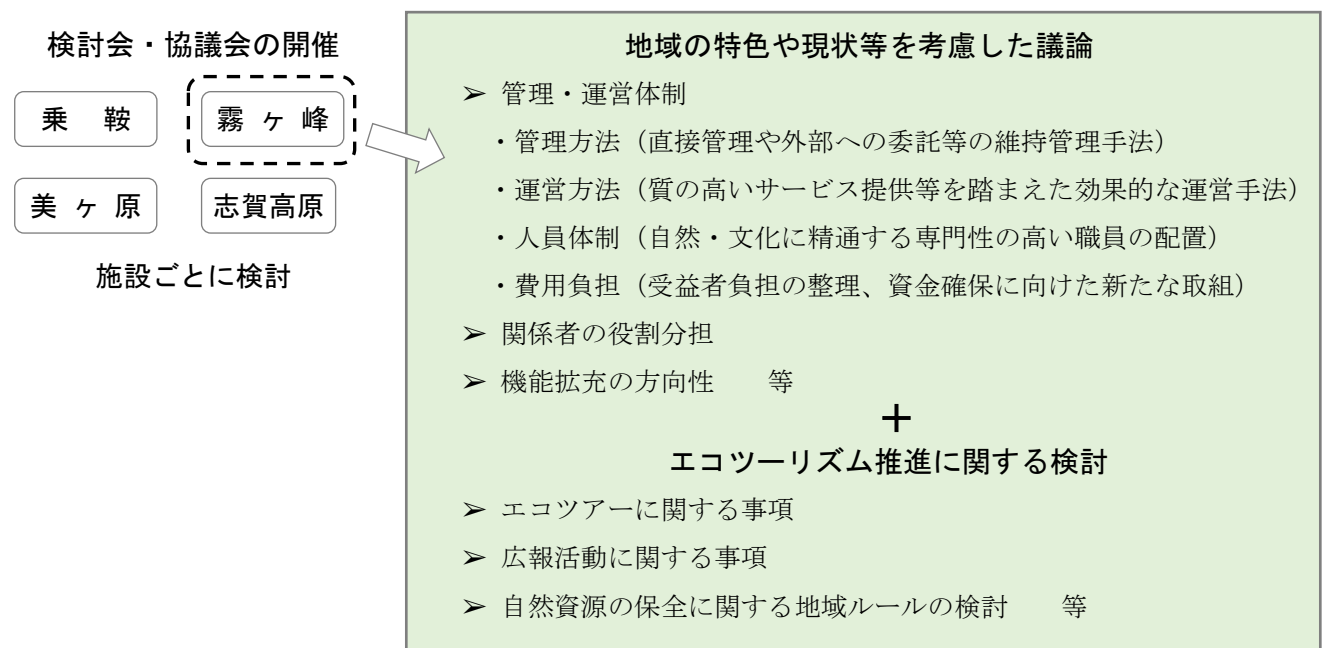 検討会・協議会の開催
乗 鞍
霧 ヶ 峰
美 ヶ 原
志賀高原
施設ごとに検討
地域の特色や現状等を考慮した議論
➢ 管理・運営体制
・管理方法（直接管理や外部への委託等の維持管理手法）
・運営方法（質の高いサービス提供等を踏まえた効果的な運営手法）
・人員体制（自然・文化に精通する専門性の高い職員の配置）
・費用負担（受益者負担の整理、資金確保に向けた新たな取組）
➢ 関係者の役割分担
➢ 機能拡充の方向性　　等
＋
エコツーリズム推進に関する検討
➢ エコツアーに関する事項
➢ 広報活動に関する事項
➢ 自然資源の保全に関する地域ルールの検討　　等